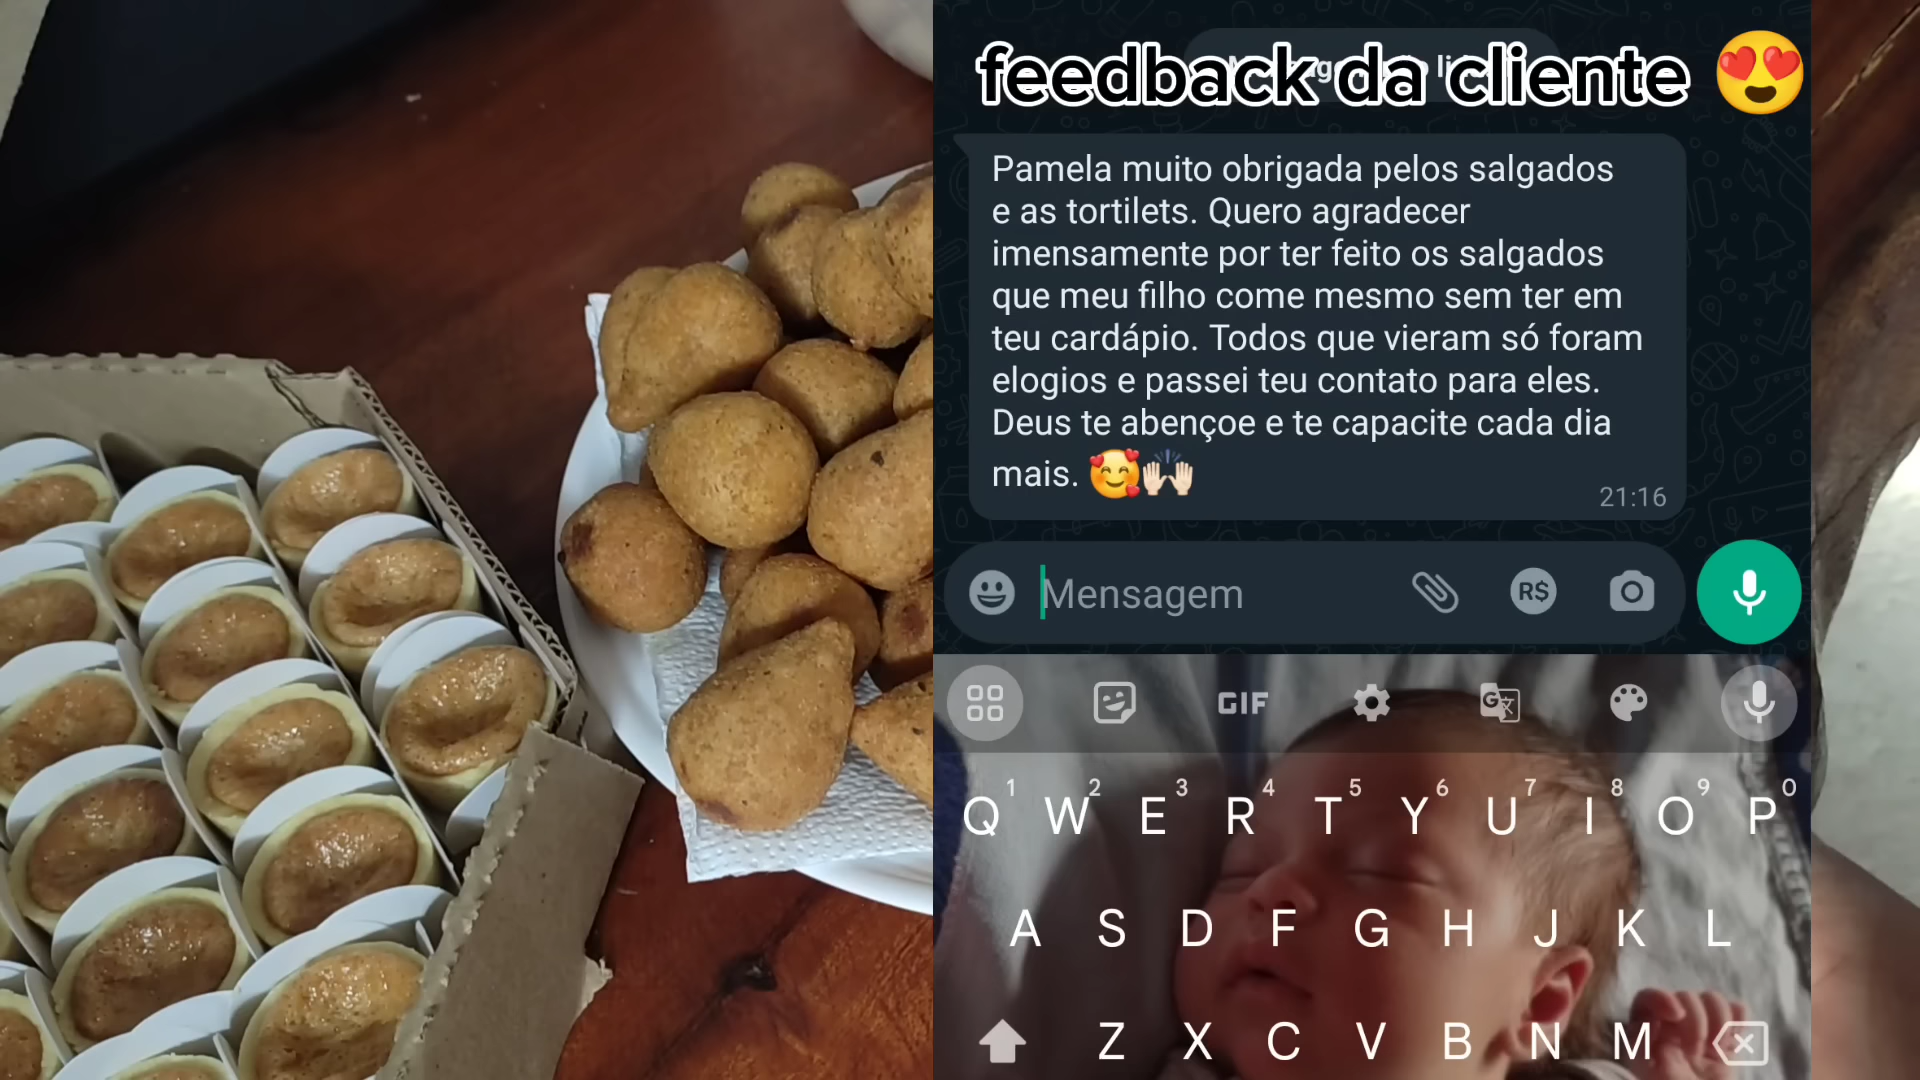 feedback da cliente 😍
Pamela muito obrigada pelos salgados
e as tortilets. Quero agradecer
imensamente por ter feito os salgados
que meu filho come mesmo sem ter em
teu cardápio. Todos que vieram só foram
elogios e passei teu contato para eles.
Deus te abençoe e te capacite cada dia
mais. 🥰🙌🏻
21:16
Mensagem
R$
GIF
G
1 2 3 4 5 6 7 8 9 0
Q W E R T Y U I O P
A S D F G H J K L
Z X C V B N M